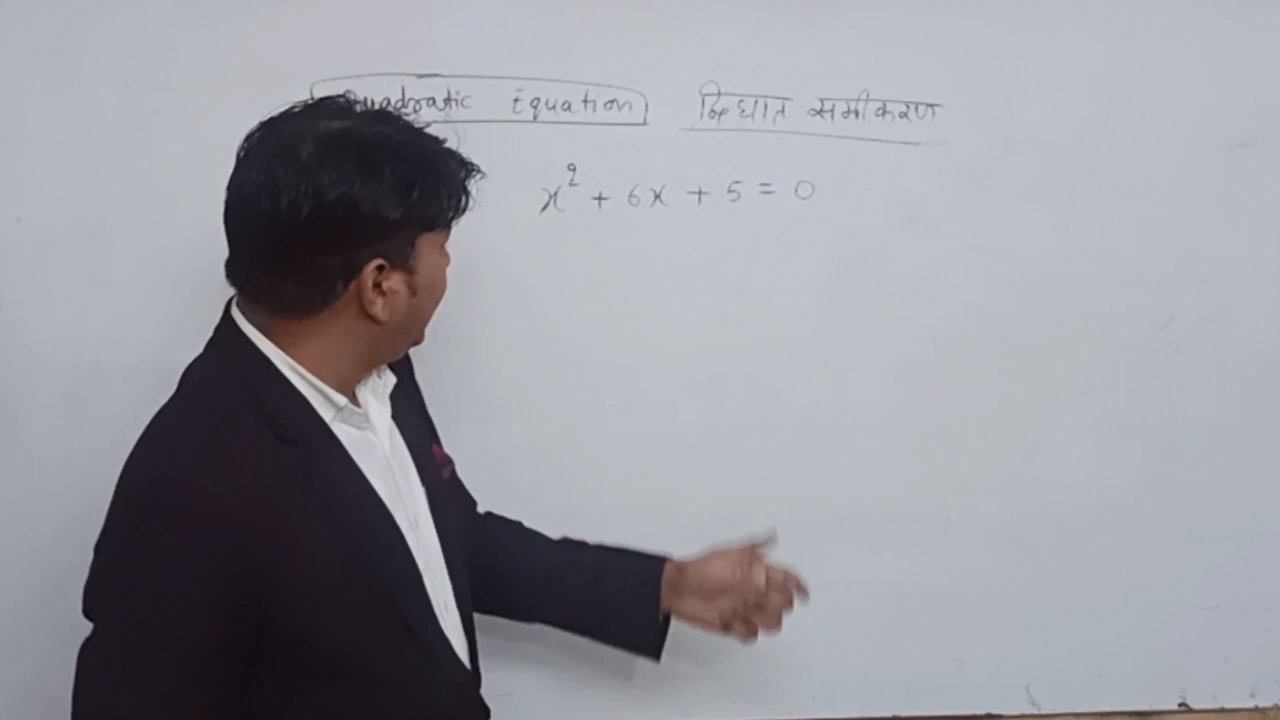 Quadratic Equation द्विघात समीकरण
x² + 6x + 5 = 0